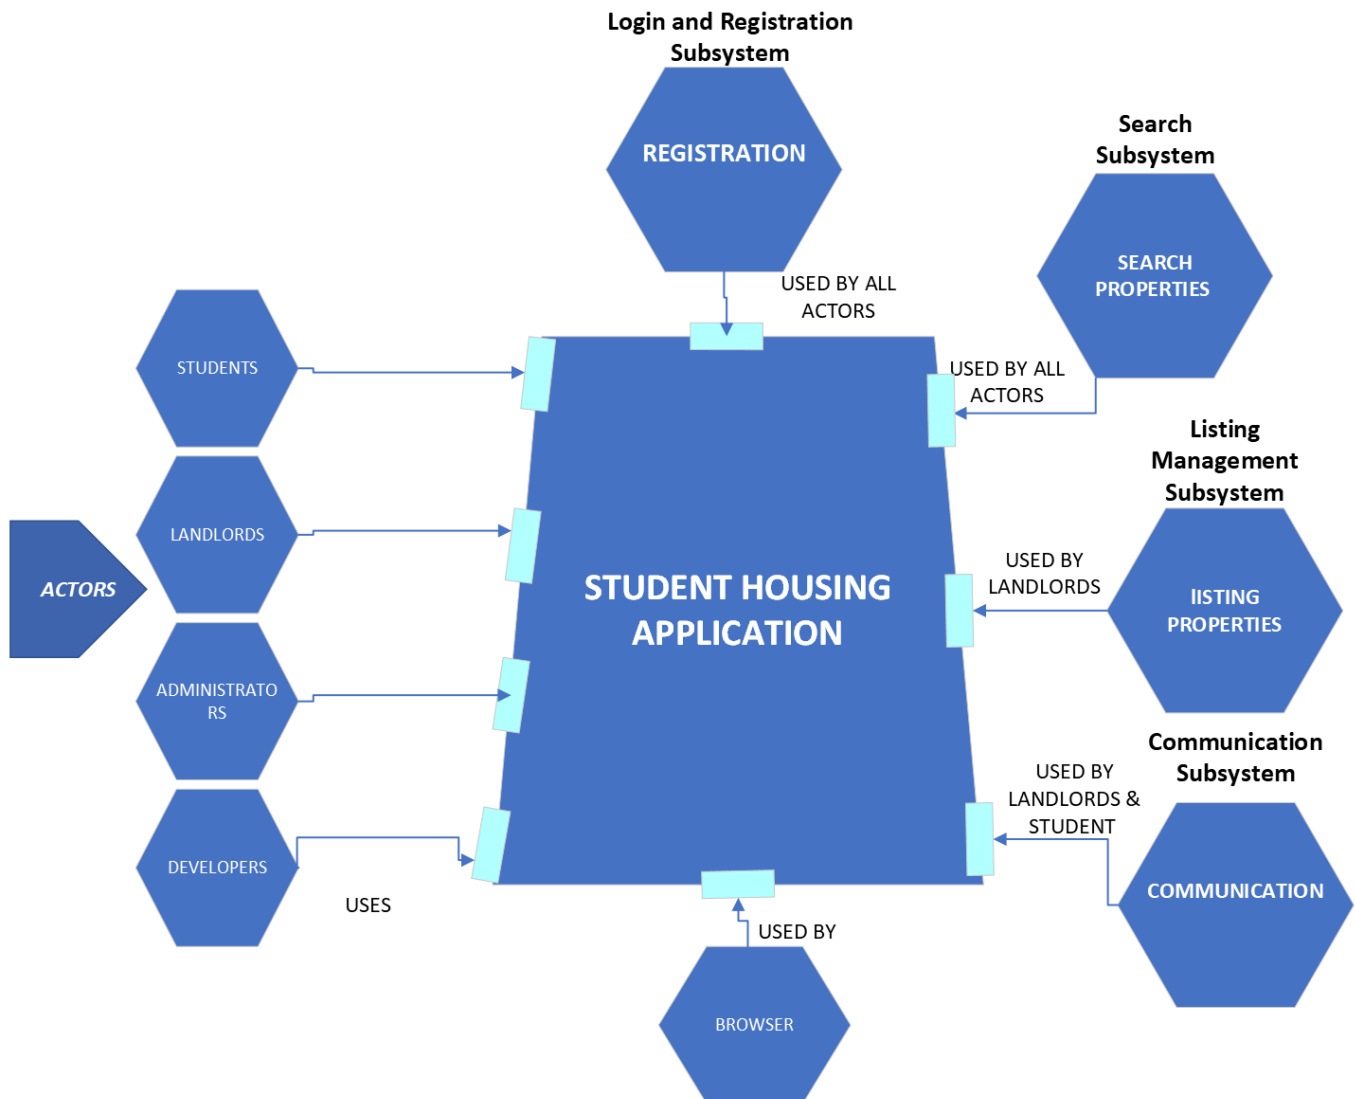 Login and Registration
Subsystem
REGISTRATION
USED BY ALL
ACTORS
Search
Subsystem
SEARCH
PROPERTIES
USED BY ALL
ACTORS
STUDENTS
LANDLORDS
ACTORS
ADMINISTRATO
RS
DEVELOPERS
USES
STUDENT HOUSING
APPLICATION
Listing
Management
Subsystem
USED BY
LANDLORDS
lISTING
PROPERTIES
Communication
Subsystem
USED BY
LANDLORDS &
STUDENT
COMMUNICATION
USED BY
BROWSER